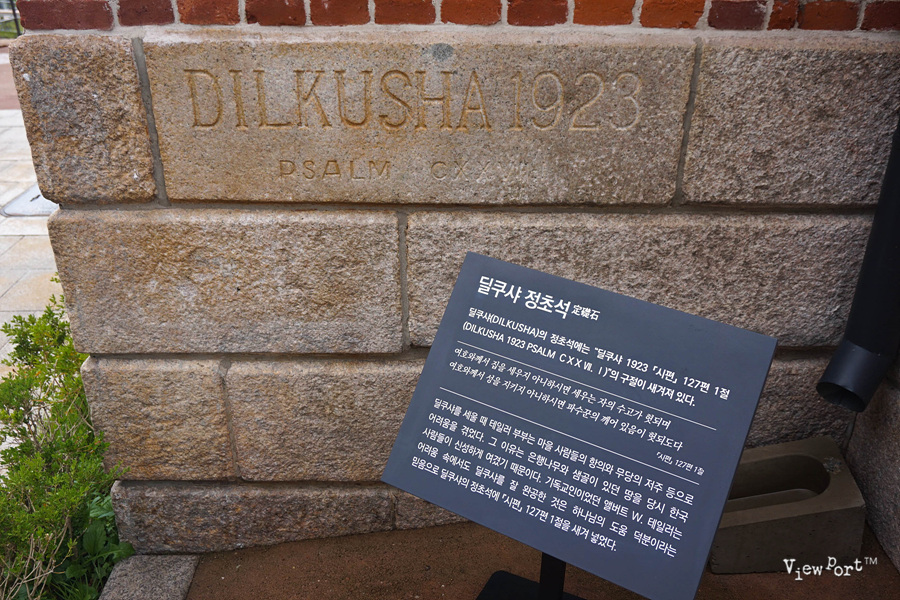 DILKUSHA 1923
PSALM CXXVII. I
딜쿠샤 정초석 定礎石
딜쿠샤(DILKUSHA)의 정초석에는 "딜쿠샤 1923 「시편」 127편 1절
(DILKUSHA 1923 PSALM CXXⅦ. Ⅰ)"의 구절이 새겨져 있다.
여호와께서 집을 세우지 아니하시면 세우는 자의 수고가 헛되며
여호와께서 성을 지키지 아니하시면 파수꾼의 깨어 있음이 헛되도다
「시편」 127편 1절
딜쿠샤를 세울 때 테일러 부부는 마을 사람들의 항의와 무당의 저주 등으로
어려움을 겪었다. 그 이유는 은행나무와 샘골이 있던 땅을 당시 한국
사람들이 신성하게 여겼기 때문이다. 기독교인이었던 앨버트 W. 테일러는
어려움 속에서도 딜쿠샤를 잘 완공한 것은 하나님의 도움 덕분이라는
믿음으로 딜쿠샤의 정초석에 「시편」 127편 1절을 새겨 넣었다.
View Port™